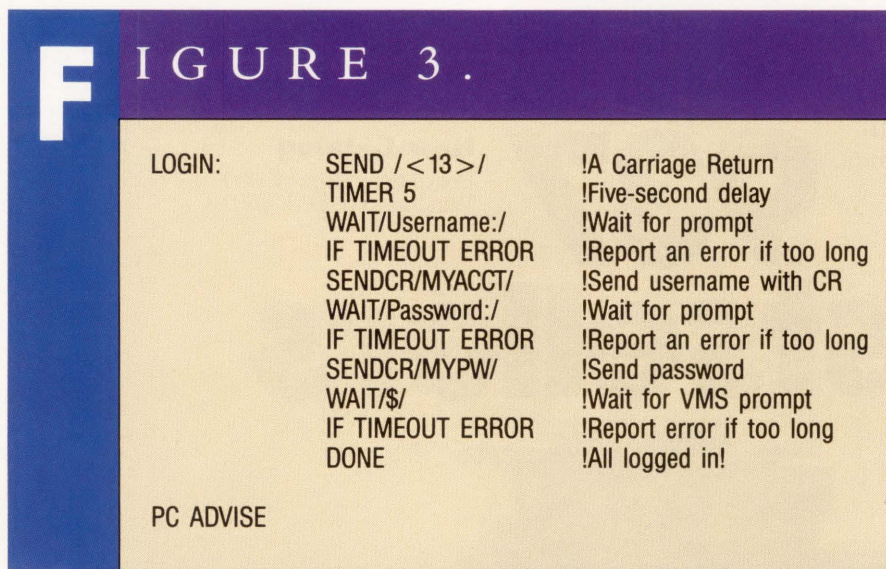 FIGURE 3.
LOGIN: SEND /<13>/ !A Carriage Return
TIMER 5 !Five-second delay
WAIT/Username:/ !Wait for prompt
IF TIMEOUT ERROR !Report an error if too long
SENDCR/MYACCT/ !Send username with CR
WAIT/Password:/ !Wait for prompt
IF TIMEOUT ERROR !Report an error if too long
SENDCR/MYPW/ !Send password
WAIT/$/ !Wait for VMS prompt
IF TIMEOUT ERROR !Report error if too long
DONE !All logged in!
PC ADVISE